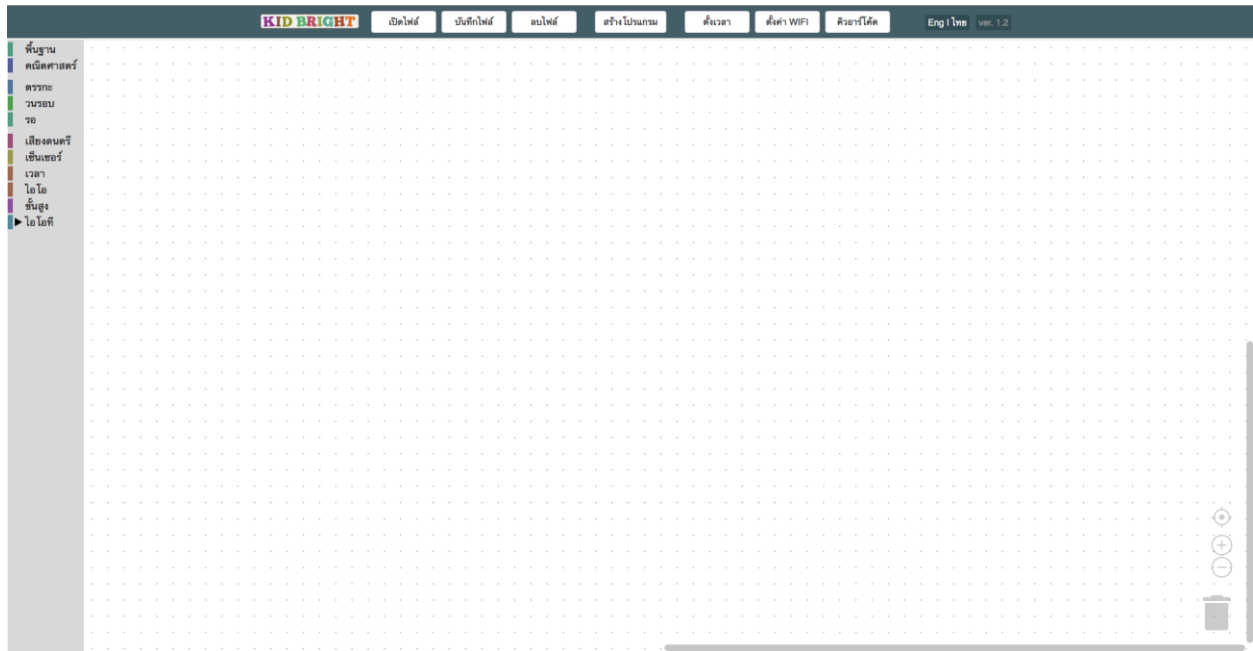 KID BRIGHT เปิดไฟล์ บันทึกไฟล์ ลบไฟล์ สร้างโปรแกรม ตั้งเวลา ตั้งค่า WIFI คิวอาร์โค้ด Eng | ไทย ver. 1.2
พื้นฐาน
คณิตศาสตร์
ตรรกะ
วนรอบ
รอ
เสียงดนตรี
เซ็นเซอร์
เวลา
ไอโอ
ขั้นสูง
ไอโอที